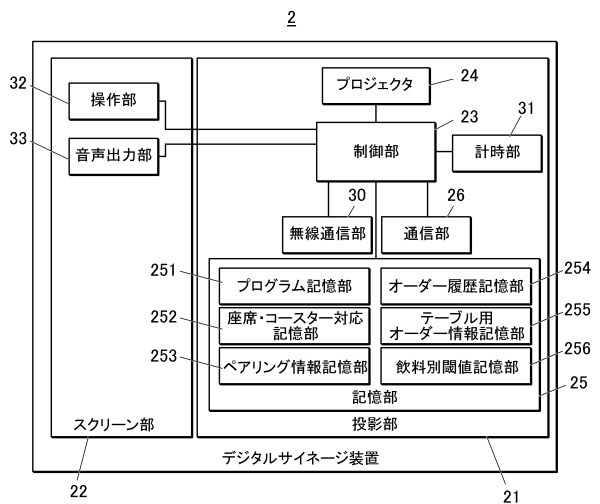 2
32
操作部
プロジェクタ
24
23
33
音声出力部
制御部
31
計時部
30
26
無線通信部
通信部
251
プログラム記憶部
オーダー履歴記憶部
254
252
座席・コースター対応
記憶部
テーブル用
オーダー情報記憶部
255
253
ペアリング情報記憶部
飲料別閾値記憶部
256
記憶部
25
スクリーン部
投影部
デジタルサイネージ装置
22
21